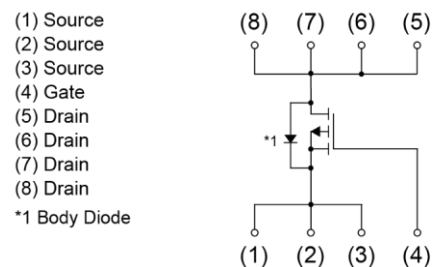 (1) Source
(2) Source
(3) Source
(4) Gate
(5) Drain
(6) Drain
(7) Drain
(8) Drain
*1 Body Diode
(8) (7) (6) (5)
*1
(1) (2) (3) (4)